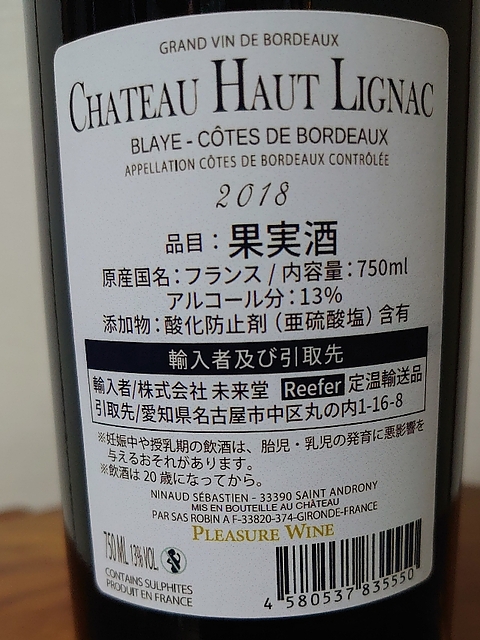 GRAND VIN DE BORDEAUX
CHATEAU HAUT LIGNAC
BLAYE - CÔTES DE BORDEAUX
APPELLATION CÔTES DE BORDEAUX CONTRÔLÉE
2018
品目：果実酒
原産国名：フランス / 内容量：750ml
アルコール分：13%
添加物：酸化防止剤（亜硫酸塩）含有
輸入者及び引取先
輸入者/株式会社 未来堂 Reefer 定温輸送品
引取先/愛知県名古屋市中区丸の内1-16-8
※妊娠中や授乳期の飲酒は、胎児・乳児の発育に悪影響を
与えるおそれがあります。
※飲酒は20歳になってから。
NINAUD SÉBASTIEN - 33390 SAINT ANDRONY
MIS EN BOUTEILLE AU CHÂTEAU
PAR SAS ROBIN A F-33820-374-GIRONDE-FRANCE
PLEASURE WINE
750 ML 13% VOL
CONTAINS SULPHITES
PRODUIT EN FRANCE
4 580537 835550